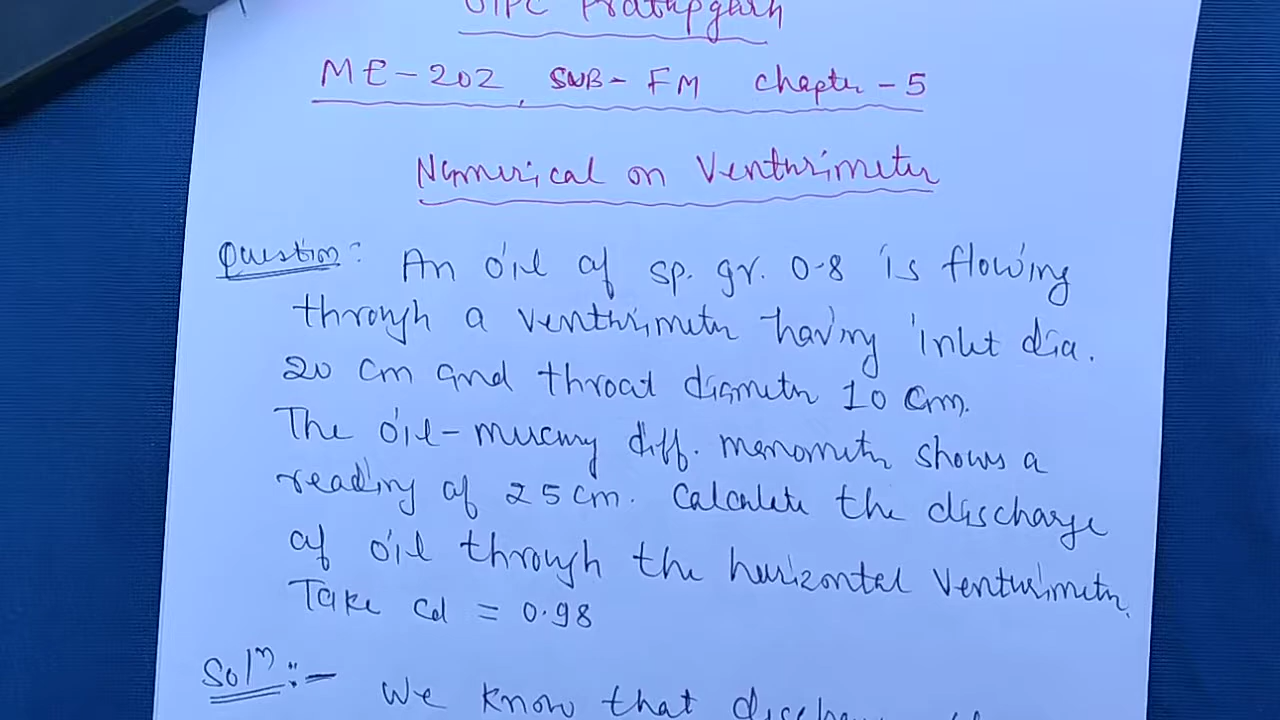 UIPC Pratapgarh
ME-202 SUB- FM Chapter -5
Numerical on Venturimeter
Question: An oil of sp. gr. 0.8 is flowing
through a venturimeter having inlet dia.
20 cm and throat diameter 10 cm.
The oil-mercury diff. manometer shows a
reading of 25 cm. Calculate the discharge
of oil through the horizontal venturimeter.
Take Cd = 0.98
Solⁿ:- We know that discharge